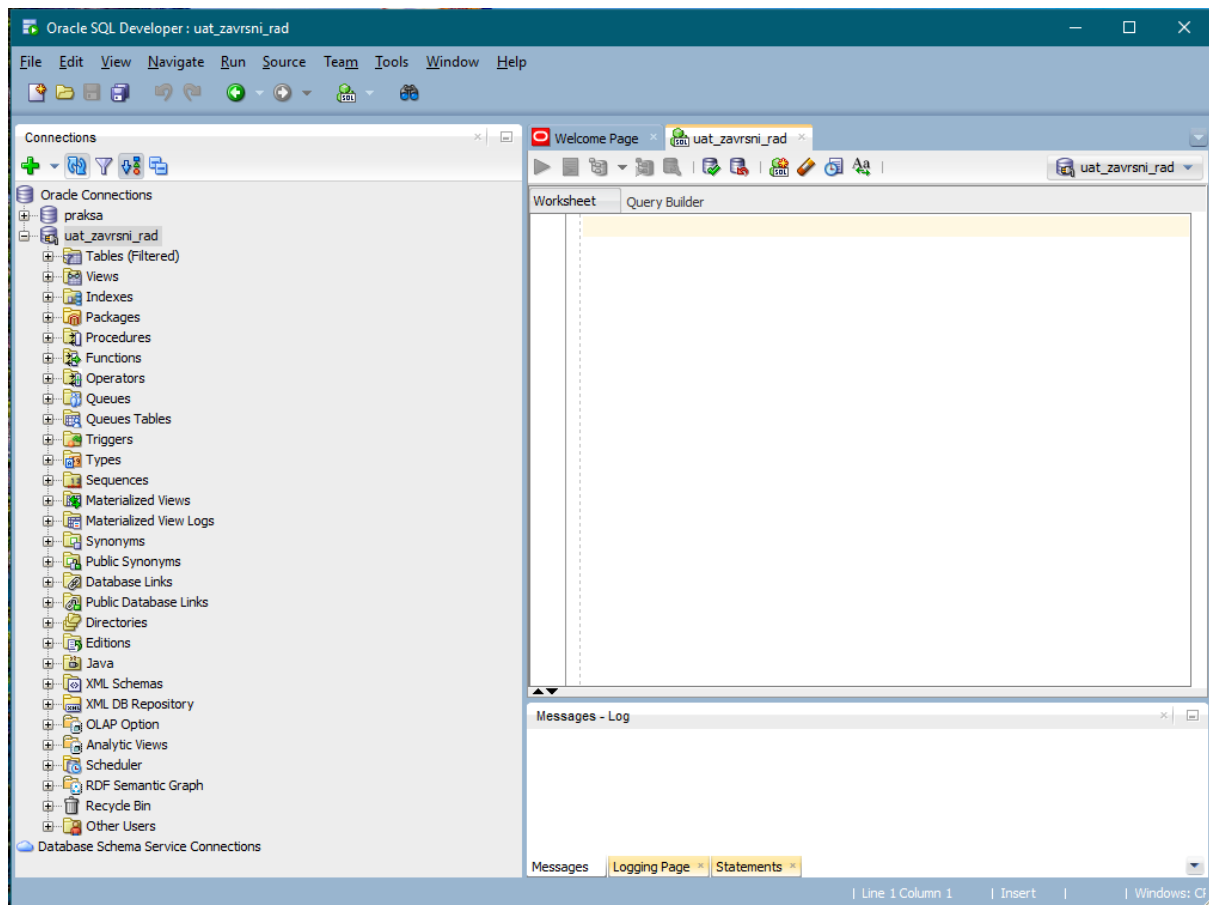 Oracle SQL Developer : uat_zavrsni_rad
File Edit View Navigate Run Source Team Tools Window Help
Connections
Oracle Connections
praksa
uat_zavrsni_rad
Tables (Filtered)
Views
Indexes
Packages
Procedures
Functions
Operators
Queues
Queues Tables
Triggers
Types
Sequences
Materialized Views
Materialized View Logs
Synonyms
Public Synonyms
Database Links
Public Database Links
Directories
Editions
Java
XML Schemas
XML DB Repository
OLAP Option
Analytic Views
Scheduler
RDF Semantic Graph
Recycle Bin
Other Users
Database Schema Service Connections
Welcome Page uat_zavrsni_rad
uat_zavrsni_rad
Worksheet Query Builder
Messages - Log
Messages Logging Page Statements
| Line 1 Column 1 | Insert | | Windows: